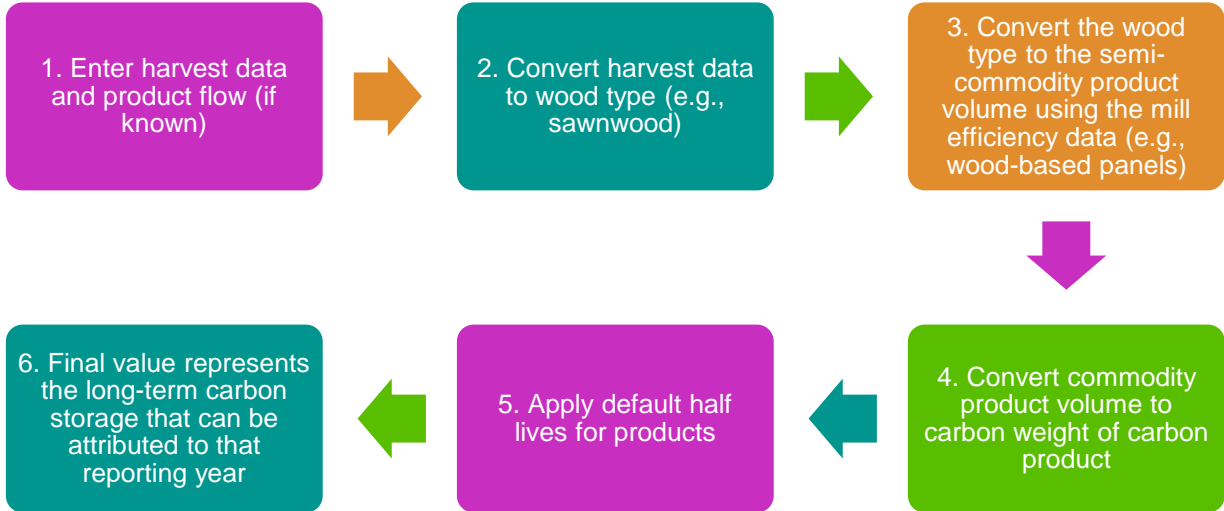 1. Enter harvest data
and product flow (if
known)
2. Convert harvest data
to wood type (e.g.,
sawnwood)
3. Convert the wood
type to the semi-
commodity product
volume using the mill
efficiency data (e.g.,
wood-based panels)
4. Convert commodity
product volume to
carbon weight of carbon
product
5. Apply default half
lives for products
6. Final value represents
the long-term carbon
storage that can be
attributed to that
reporting year